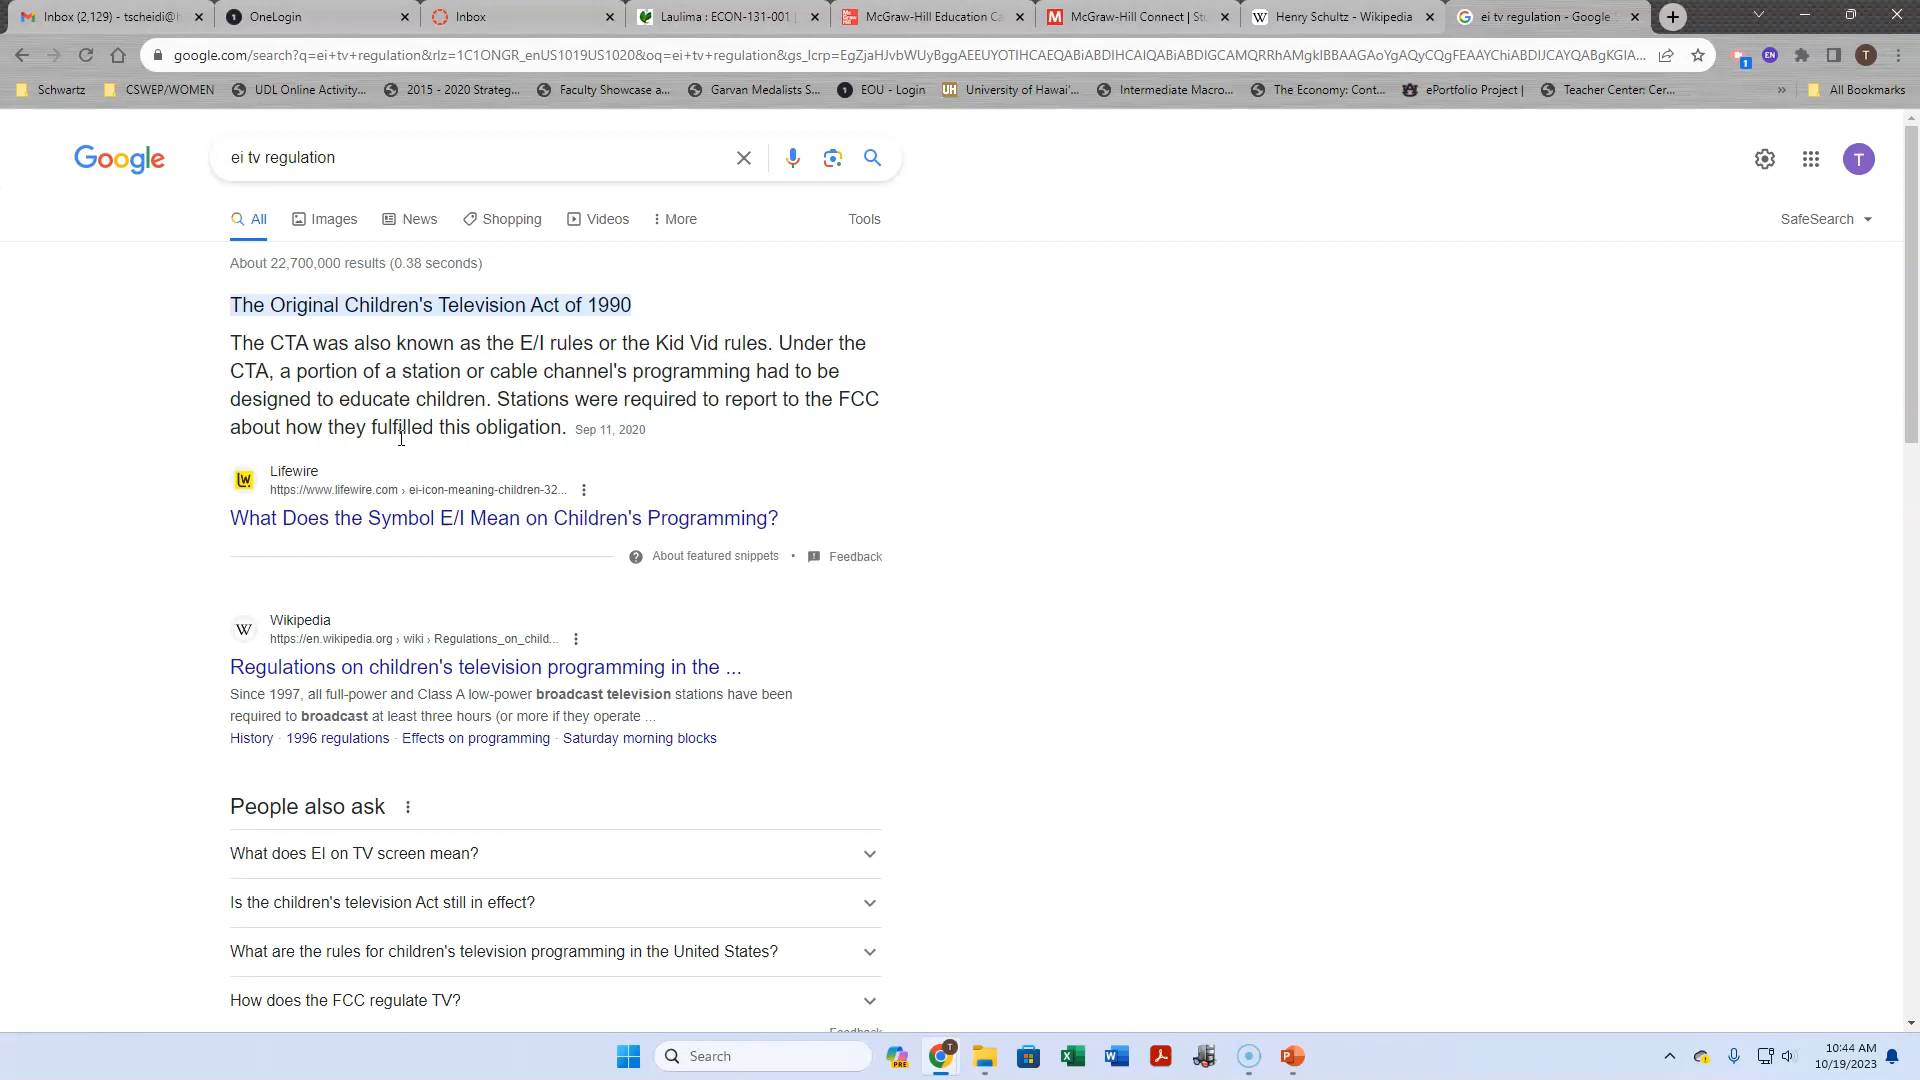 Inbox (2,129) - tscheidi@h
OneLogin
Inbox
Laulima : ECON-131-001
McGraw-Hill Education Ca
McGraw-Hill Connect | Stu
Henry Schultz - Wikipedia
ei tv regulation - Google
google.com/search?q=ei+tv+regulation&rlz=1C1ONGR_enUS1019US1020&oq=ei+tv+regulation&gs_lcrp=EgZjaHJvbWUyBggAEEUYOTIHCAEQABiABDIHCAIQABiABDIGCAMQRRhAMgkIBBAAGAoYgAQyCQgFEAAYChiABDIJCAYQABgKGIA...
1
EN
T
Schwartz
CSWEP/WOMEN
UDL Online Activity...
2015 - 2020 Strateg...
Faculty Showcase a...
Garvan Medalists S...
EOU - Login
UH University of Hawai'...
Intermediate Macro...
The Economy: Cont...
ePortfolio Project |
Teacher Center: Cer...
»
All Bookmarks
Google
ei tv regulation
T
All
Images
News
Shopping
Videos
More
Tools
SafeSearch
About 22,700,000 results (0.38 seconds)
The Original Children's Television Act of 1990
The CTA was also known as the E/I rules or the Kid Vid rules. Under the
CTA, a portion of a station or cable channel's programming had to be
designed to educate children. Stations were required to report to the FCC
about how they fulfilled this obligation. Sep 11, 2020
Lifewire
https://www.lifewire.com › ei-icon-meaning-children-32...
What Does the Symbol E/I Mean on Children's Programming?
About featured snippets • Feedback
W Wikipedia
https://en.wikipedia.org › wiki › Regulations_on_child...
Regulations on children's television programming in the ...
Since 1997, all full-power and Class A low-power broadcast television stations have been
required to broadcast at least three hours (or more if they operate ...
History · 1996 regulations · Effects on programming · Saturday morning blocks
People also ask
What does EI on TV screen mean?
Is the children's television Act still in effect?
What are the rules for children's television programming in the United States?
How does the FCC regulate TV?
Feedback
Search
PRE
10:44 AM
10/19/2023